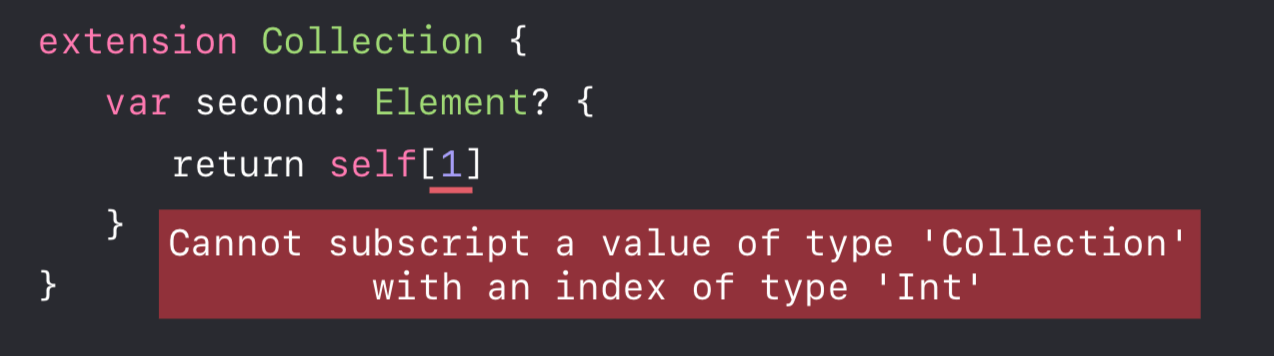 extension Collection {
var second: Element? {
return self[1]
}
Cannot subscript a value of type 'Collection'
with an index of type 'Int'
}